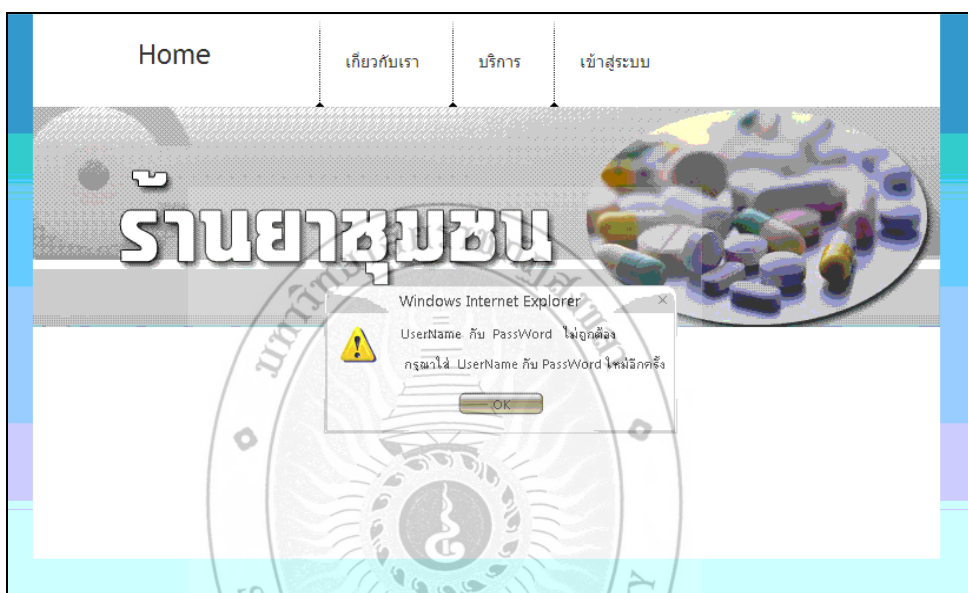 Home
เกี่ยวกับเรา
บริการ
เข้าสู่ระบบ
ร้านยาชุมชน
Windows Internet Explorer
UserName กับ PassWord ไม่ถูกต้อง
กรุณาใส่ UserName กับ PassWord ใหม่อีกครั้ง
OK